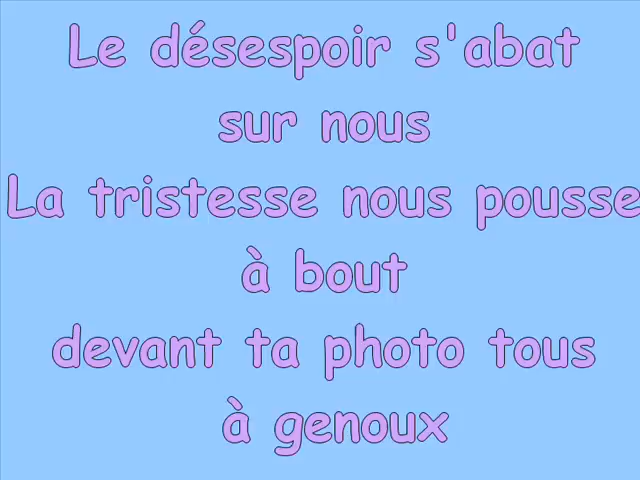 Le désespoir s'abat
sur nous
La tristesse nous pousse
à bout
devant ta photo tous
à genoux